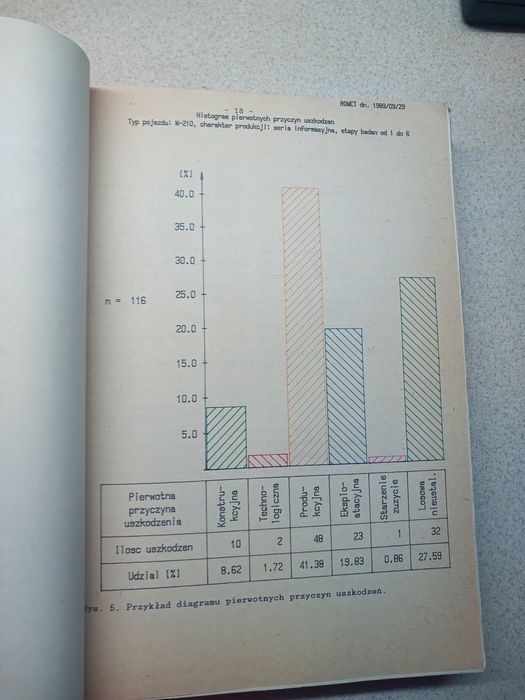 - 18 -
ROMET dn. 1989/09/29
Histogram pierwotnych przyczyn uszkodzen
Typ pojazdu: W-210, charakter produkcji: seria informacyjna, etapy badan od 1 do 6
[%]
40.0
35.0
30.0
n = 116
25.0
20.0
15.0
10.0
5.0
Pierwotna
przyczyna
uszkodzenia
Konstru-
kcyjna
Techno-
logiczna
Produ-
kcyjna
Eksplo-
atacyjna
Starzenie
zuzycie
Losowa
nieustal.
Ilosc uszkodzen 10 2 48 23 1 32
Udzial [%] 8.62 1.72 41.38 19.83 0.86 27.59
Rys. 5. Przykład diagramu pierwotnych przyczyn uszkodzeń.